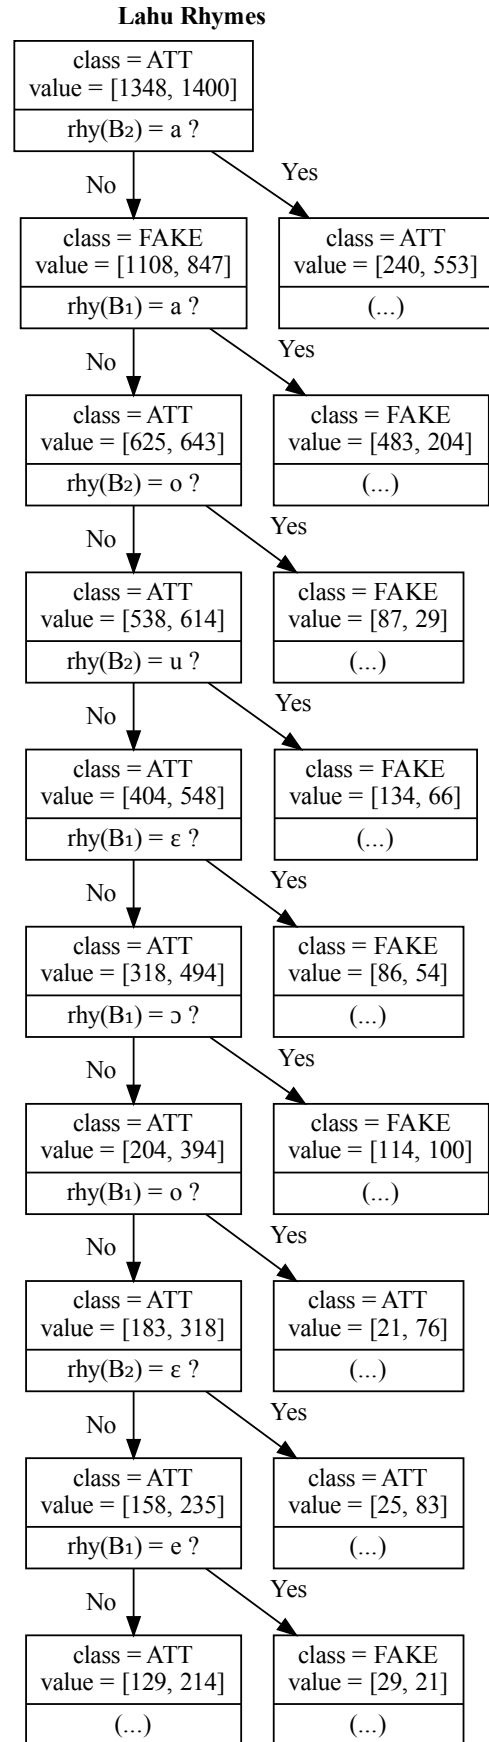 Lahu Rhymes
class = ATT
value = [1348, 1400]
rhy(B₂) = a ?
No
Yes
class = FAKE
value = [1108, 847]
rhy(B₁) = a ?
class = ATT
value = [240, 553]
(...)
No
Yes
class = ATT
value = [625, 643]
rhy(B₂) = o ?
class = FAKE
value = [483, 204]
(...)
No
Yes
class = ATT
value = [538, 614]
rhy(B₂) = u ?
class = FAKE
value = [87, 29]
(...)
No
Yes
class = ATT
value = [404, 548]
rhy(B₁) = ɛ ?
class = FAKE
value = [134, 66]
(...)
No
Yes
class = ATT
value = [318, 494]
rhy(B₁) = ɔ ?
class = FAKE
value = [86, 54]
(...)
No
Yes
class = ATT
value = [204, 394]
rhy(B₁) = o ?
class = FAKE
value = [114, 100]
(...)
No
Yes
class = ATT
value = [183, 318]
rhy(B₂) = ɛ ?
class = ATT
value = [21, 76]
(...)
No
Yes
class = ATT
value = [158, 235]
rhy(B₁) = e ?
class = ATT
value = [25, 83]
(...)
No
Yes
class = ATT
value = [129, 214]
(...)
class = FAKE
value = [29, 21]
(...)